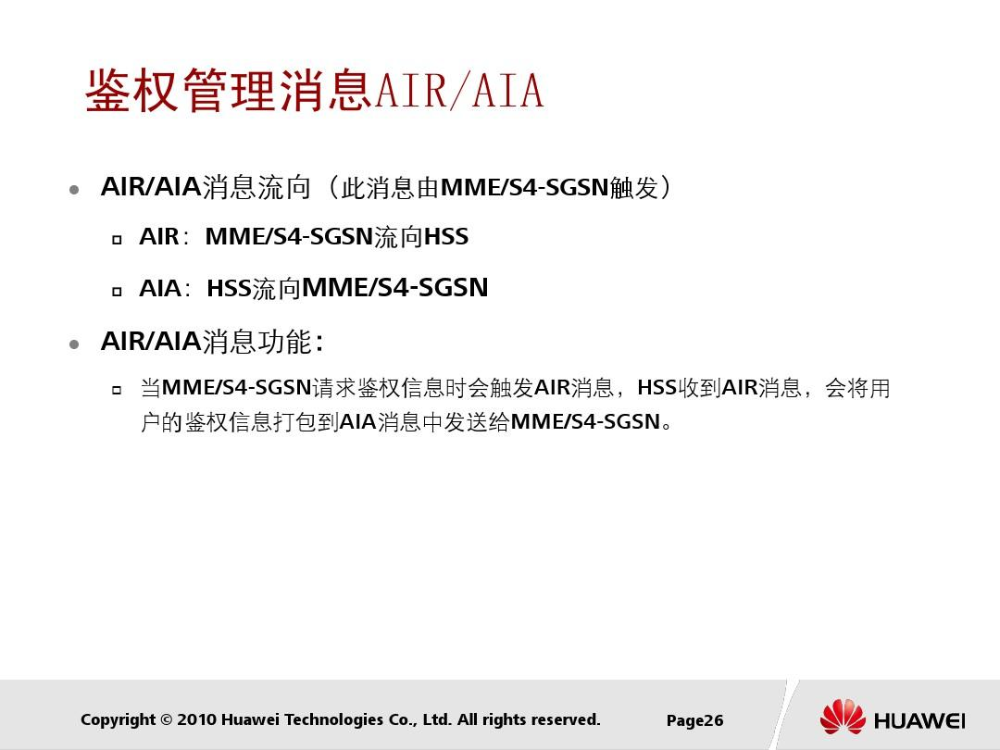 鉴权管理消息AIR/AIA
AIR/AIA消息流向（此消息由MME/S4-SGSN触发）
AIR：MME/S4-SGSN流向HSS
AIA：HSS流向MME/S4-SGSN
AIR/AIA消息功能：
当MME/S4-SGSN请求鉴权信息时会触发AIR消息，HSS收到AIR消息，会将用
户的鉴权信息打包到AIA消息中发送给MME/S4-SGSN。
Copyright © 2010 Huawei Technologies Co., Ltd. All rights reserved.
Page26
HUAWEI